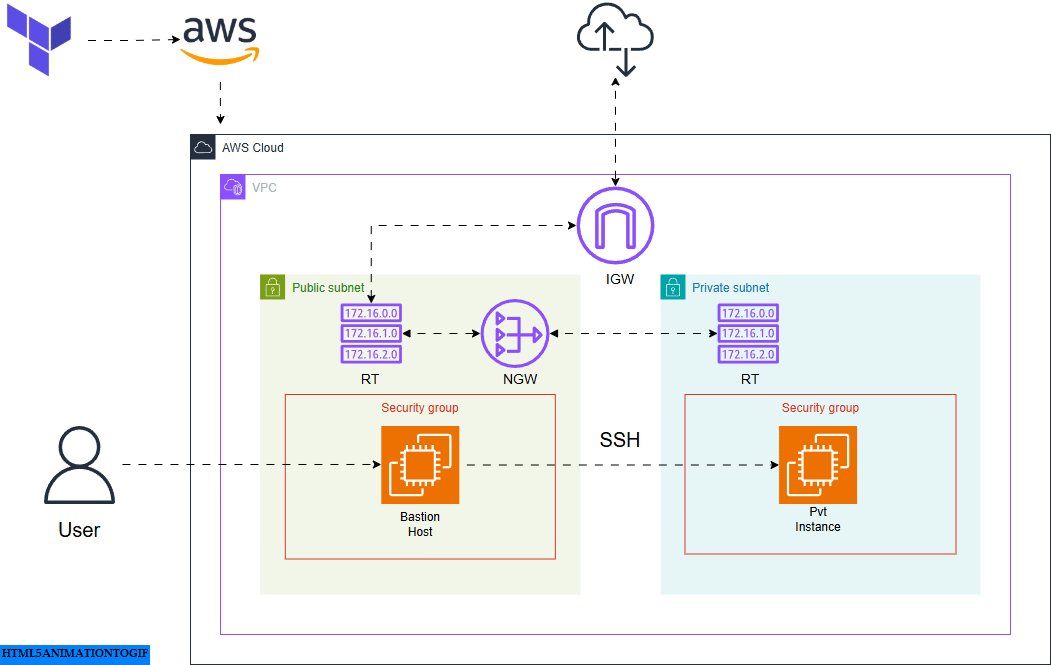 aws
AWS Cloud
VPC
IGW
Public subnet
172.16.0.0
172.16.1.0
172.16.2.0
RT
NGW
Private subnet
172.16.0.0
172.16.1.0
172.16.2.0
RT
Security group
Bastion
Host
SSH
Security group
Pvt
Instance
User
HTML5ANIMATIONTOGIF